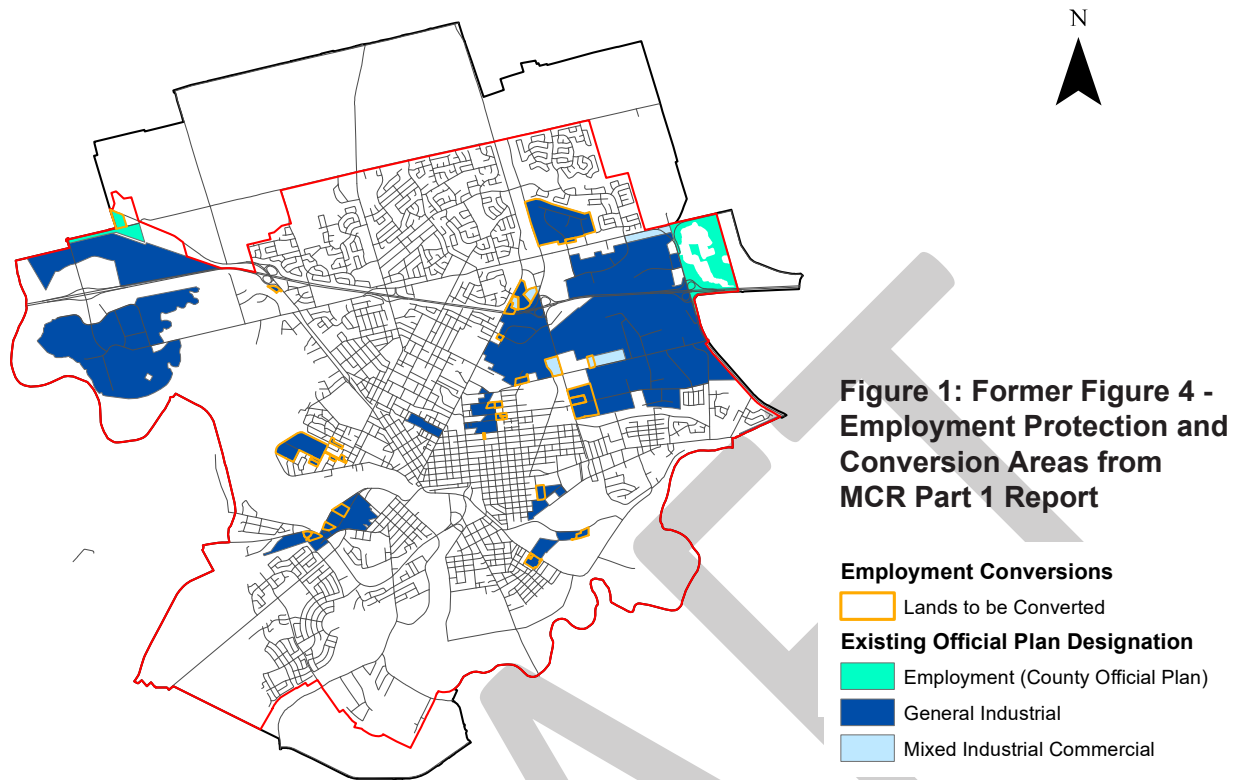 N
Figure 1: Former Figure 4 -
Employment Protection and
Conversion Areas from
MCR Part 1 Report
Employment Conversions
Lands to be Converted
Existing Official Plan Designation
Employment (County Official Plan)
General Industrial
Mixed Industrial Commercial